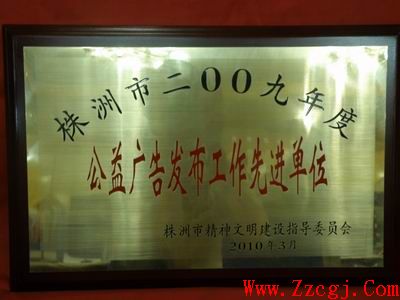 株洲市二00九年度
公益广告发布工作先进单位
株洲市精神文明建设指导委员会
2010年3月
Www.Zzcgj.Com